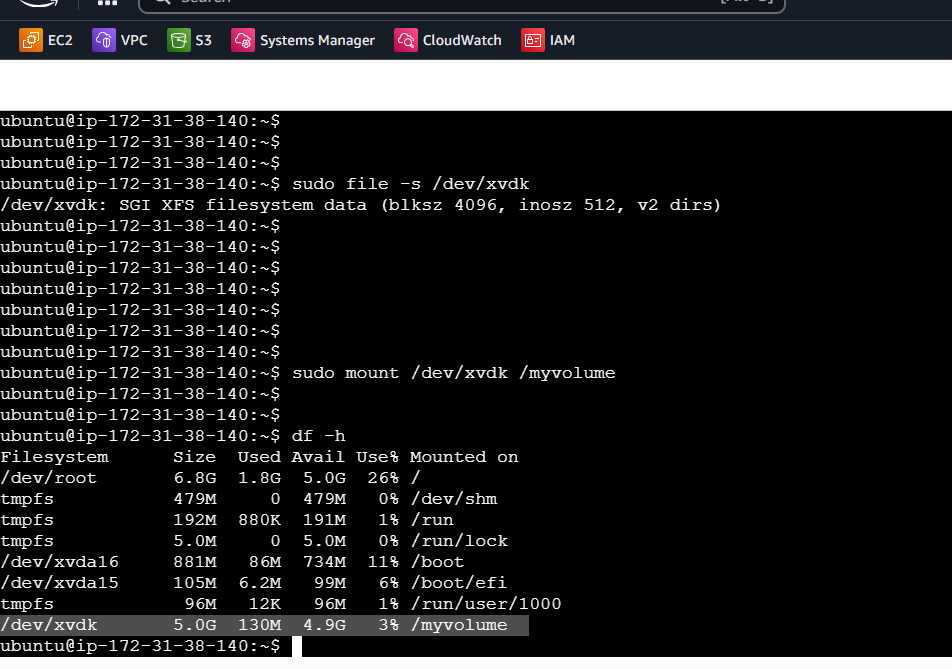 EC2 VPC S3 Systems Manager CloudWatch IAM
ubuntu@ip-172-31-38-140:~$
ubuntu@ip-172-31-38-140:~$
ubuntu@ip-172-31-38-140:~$
ubuntu@ip-172-31-38-140:~$ sudo file -s /dev/xvdk
/dev/xvdk: SGI XFS filesystem data (blksz 4096, inosz 512, v2 dirs)
ubuntu@ip-172-31-38-140:~$
ubuntu@ip-172-31-38-140:~$
ubuntu@ip-172-31-38-140:~$
ubuntu@ip-172-31-38-140:~$
ubuntu@ip-172-31-38-140:~$
ubuntu@ip-172-31-38-140:~$
ubuntu@ip-172-31-38-140:~$
ubuntu@ip-172-31-38-140:~$ sudo mount /dev/xvdk /myvolume
ubuntu@ip-172-31-38-140:~$
ubuntu@ip-172-31-38-140:~$
ubuntu@ip-172-31-38-140:~$ df -h
Filesystem      Size  Used Avail Use% Mounted on
/dev/root       6.8G  1.8G  5.0G  26% /
tmpfs           479M     0  479M   0% /dev/shm
tmpfs           192M  880K  191M   1% /run
tmpfs           5.0M     0  5.0M   0% /run/lock
/dev/xvda16     881M   86M  734M  11% /boot
/dev/xvda15     105M  6.2M   99M   6% /boot/efi
tmpfs            96M   12K   96M   1% /run/user/1000
/dev/xvdk       5.0G  130M  4.9G   3% /myvolume
ubuntu@ip-172-31-38-140:~$